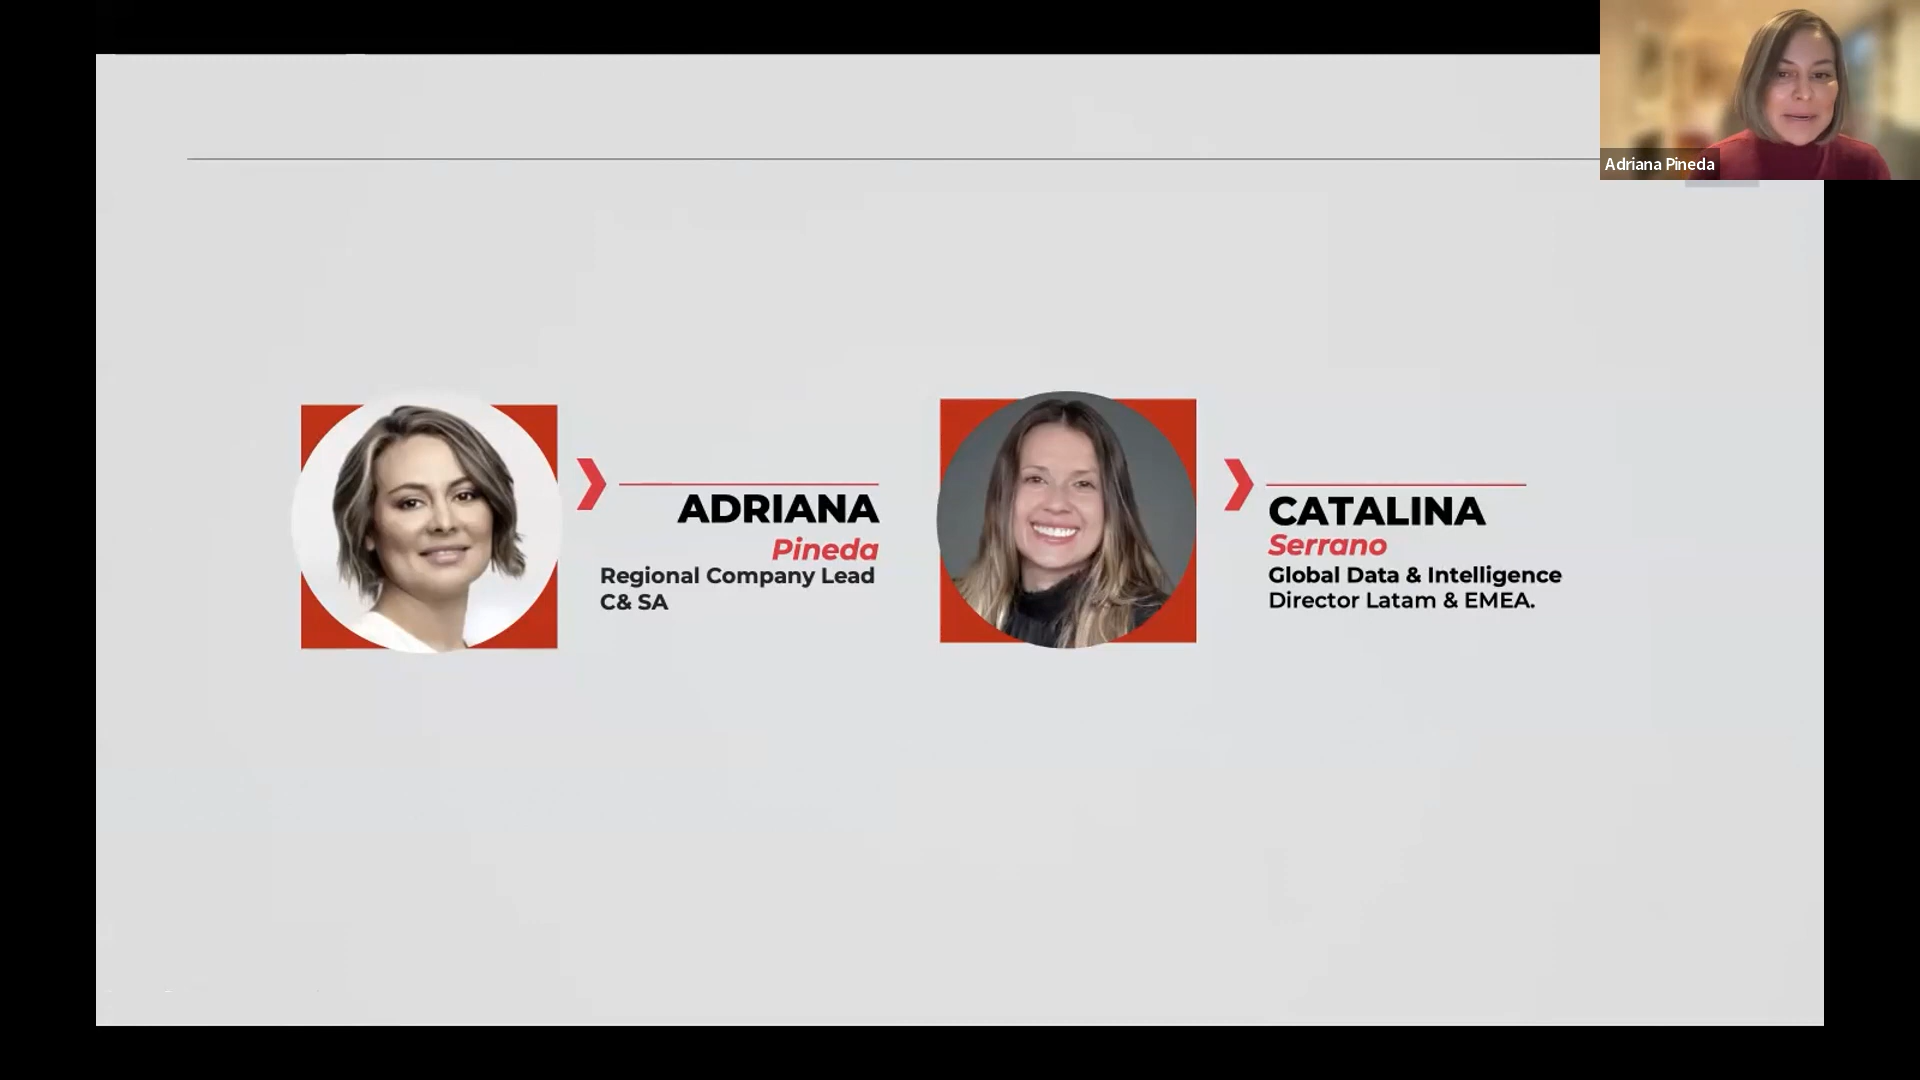 Adriana Pineda
ADRIANA
Pineda
Regional Company Lead
C& SA
CATALINA
Serrano
Global Data & Intelligence
Director Latam & EMEA.